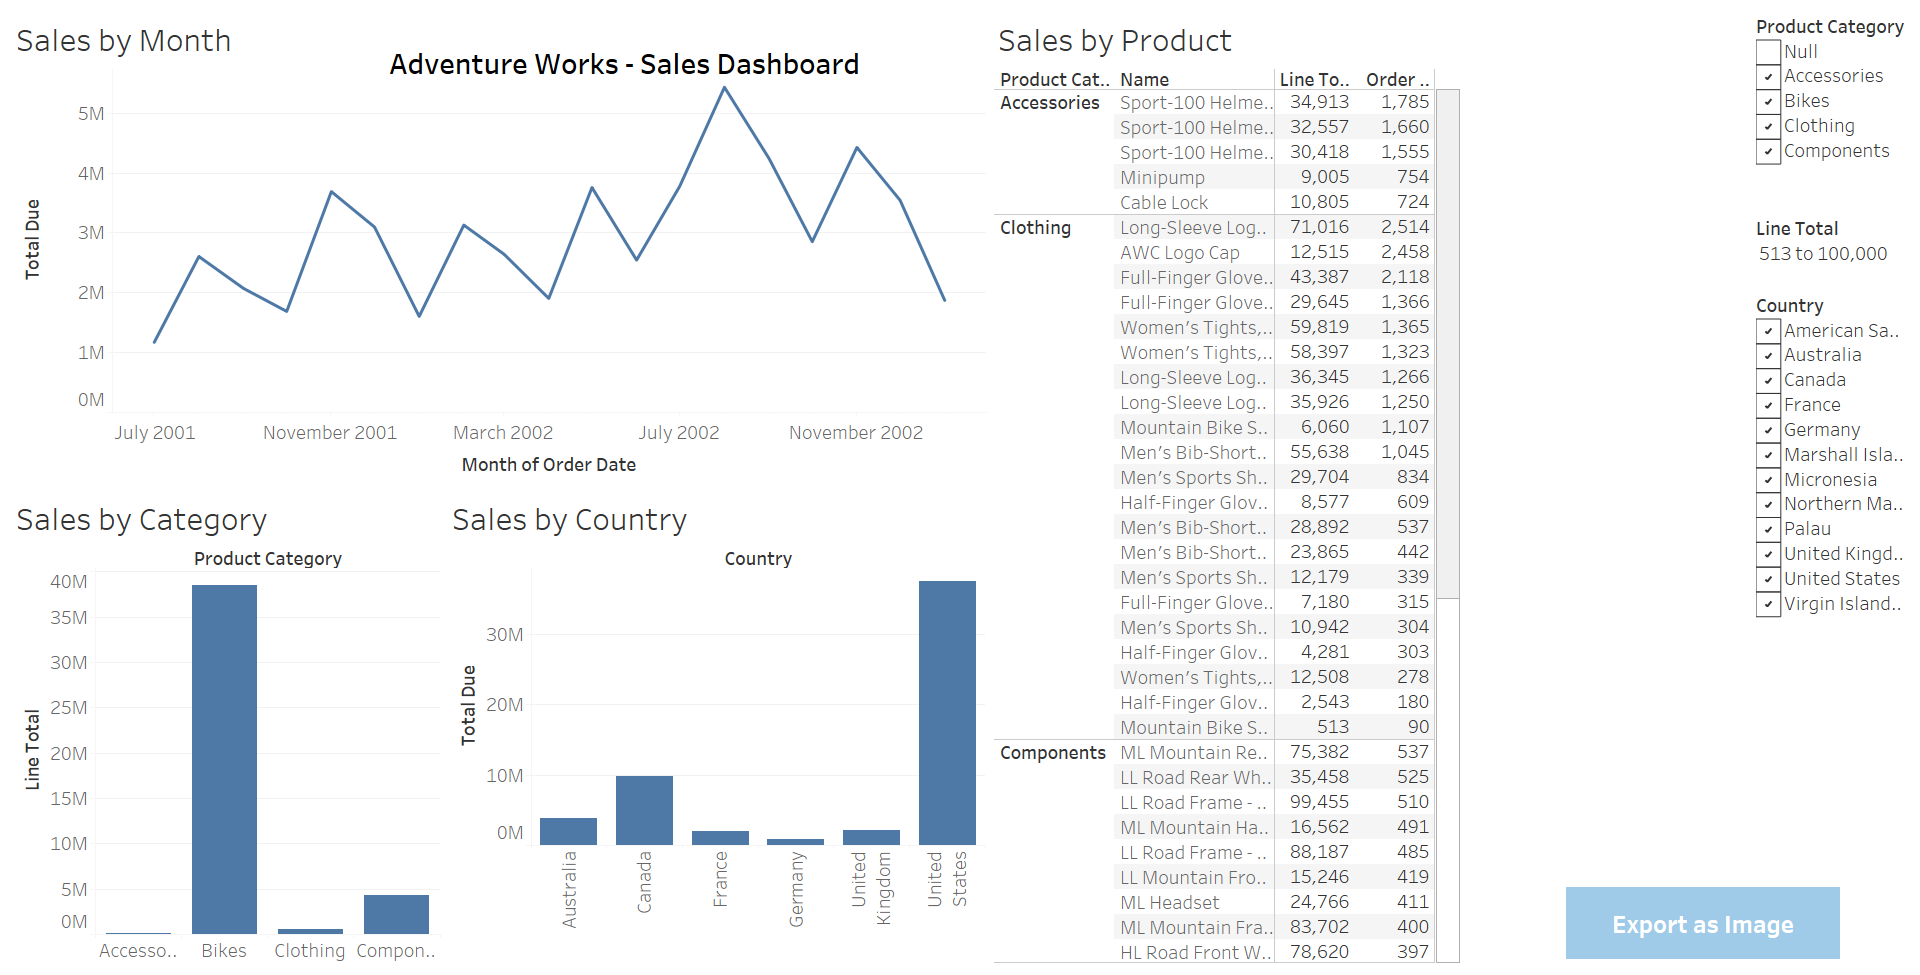 Sales by Month
Adventure Works - Sales Dashboard
Total Due
5M
4M
3M
2M
1M
0M
July 2001 November 2001 March 2002 July 2002 November 2002
Month of Order Date
Sales by Category
Product Category
Line Total
40M
35M
30M
25M
20M
15M
10M
5M
0M
Accesso.. Bikes Clothing Compon..
Sales by Country
Country
Total Due
30M
20M
10M
0M
Australia
Canada
France
Germany
United
Kingdom
United
States
Sales by Product
Product Cat.. Name Line To.. Order ..
Accessories Sport-100 Helme.. 34,913 1,785
Sport-100 Helme.. 32,557 1,660
Sport-100 Helme.. 30,418 1,555
Minipump 9,005 754
Cable Lock 10,805 724
Clothing Long-Sleeve Log.. 71,016 2,514
AWC Logo Cap 12,515 2,458
Full-Finger Glove.. 43,387 2,118
Full-Finger Glove.. 29,645 1,366
Women's Tights,.. 59,819 1,365
Women's Tights,.. 58,397 1,323
Long-Sleeve Log.. 36,345 1,266
Long-Sleeve Log.. 35,926 1,250
Mountain Bike S.. 6,060 1,107
Men's Bib-Short.. 55,638 1,045
Men's Sports Sh.. 29,704 834
Half-Finger Glov.. 8,577 609
Men's Bib-Short.. 28,892 537
Men's Bib-Short.. 23,865 442
Men's Sports Sh.. 12,179 339
Full-Finger Glove.. 7,180 315
Men's Sports Sh.. 10,942 304
Half-Finger Glov.. 4,281 303
Women's Tights,.. 12,508 278
Half-Finger Glov.. 2,543 180
Mountain Bike S.. 513 90
Components ML Mountain Re.. 75,382 537
LL Road Rear Wh.. 35,458 525
LL Road Frame - .. 99,455 510
ML Mountain Ha.. 16,562 491
LL Road Frame - .. 88,187 485
LL Mountain Fro.. 15,246 419
ML Headset 24,766 411
ML Mountain Fra.. 83,702 400
HL Road Front W.. 78,620 397
Product Category
Null
Accessories
Bikes
Clothing
Components
Line Total
513 to 100,000
Country
American Sa..
Australia
Canada
France
Germany
Marshall Isla..
Micronesia
Northern Ma..
Palau
United Kingd..
United States
Virgin Island..
Export as Image